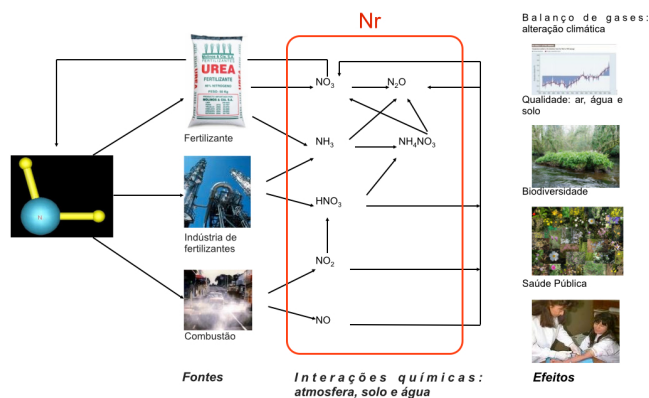 Nr
Balanço de gases:
alteração climática
UREA
FERTILIZANTE
NO3
N2O
Qualidade: ar, água e
solo
Fertilizante
NH3
NH4NO3
Biodiversidade
N
HNO3
Indústria de
fertilizantes
NO2
Saúde Pública
NO
Combustão
Fontes
Interações químicas:
atmosfera, solo e água
Efeitos